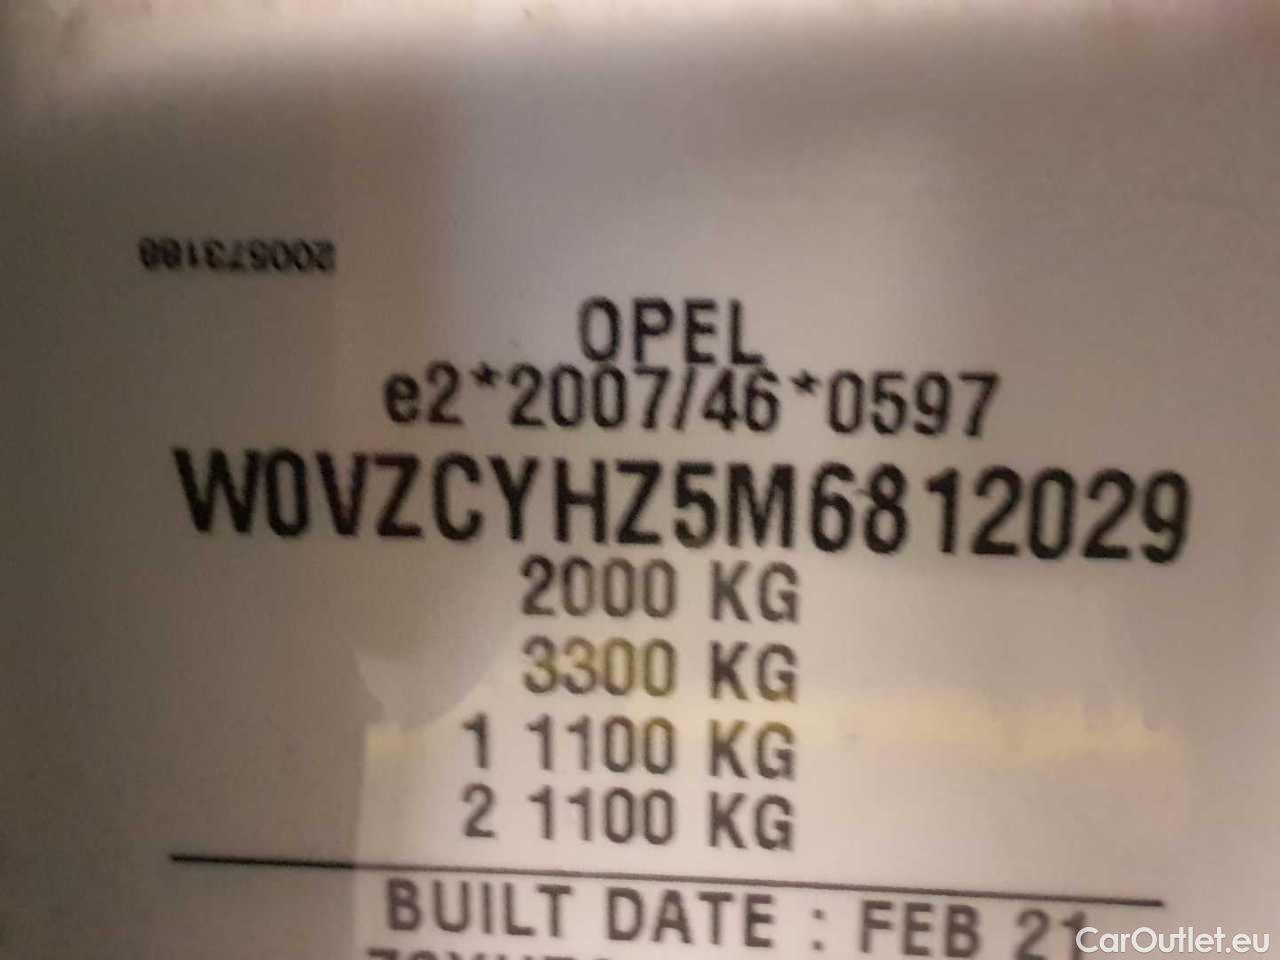 200573188
OPEL
e2*2007/46*0597
W0VZCYHZ5M6812029
2000 KG
3300 KG
1 1100 KG
2 1100 KG
BUILT DATE : FEB 21
CarOutlet.eu